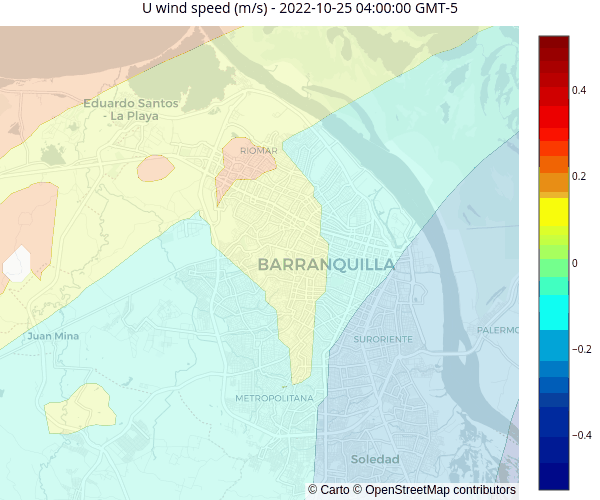 U wind speed (m/s) - 2022-10-25 04:00:00 GMT-5
Eduardo Santos
- La Playa
RIOMAR
BARRANQUILLA
Juan Mina
SURORIENTE
PALERMO
METROPOLITANA
Soledad
© Carto © OpenStreetMap contributors
0.4
0.2
0
−0.2
−0.4